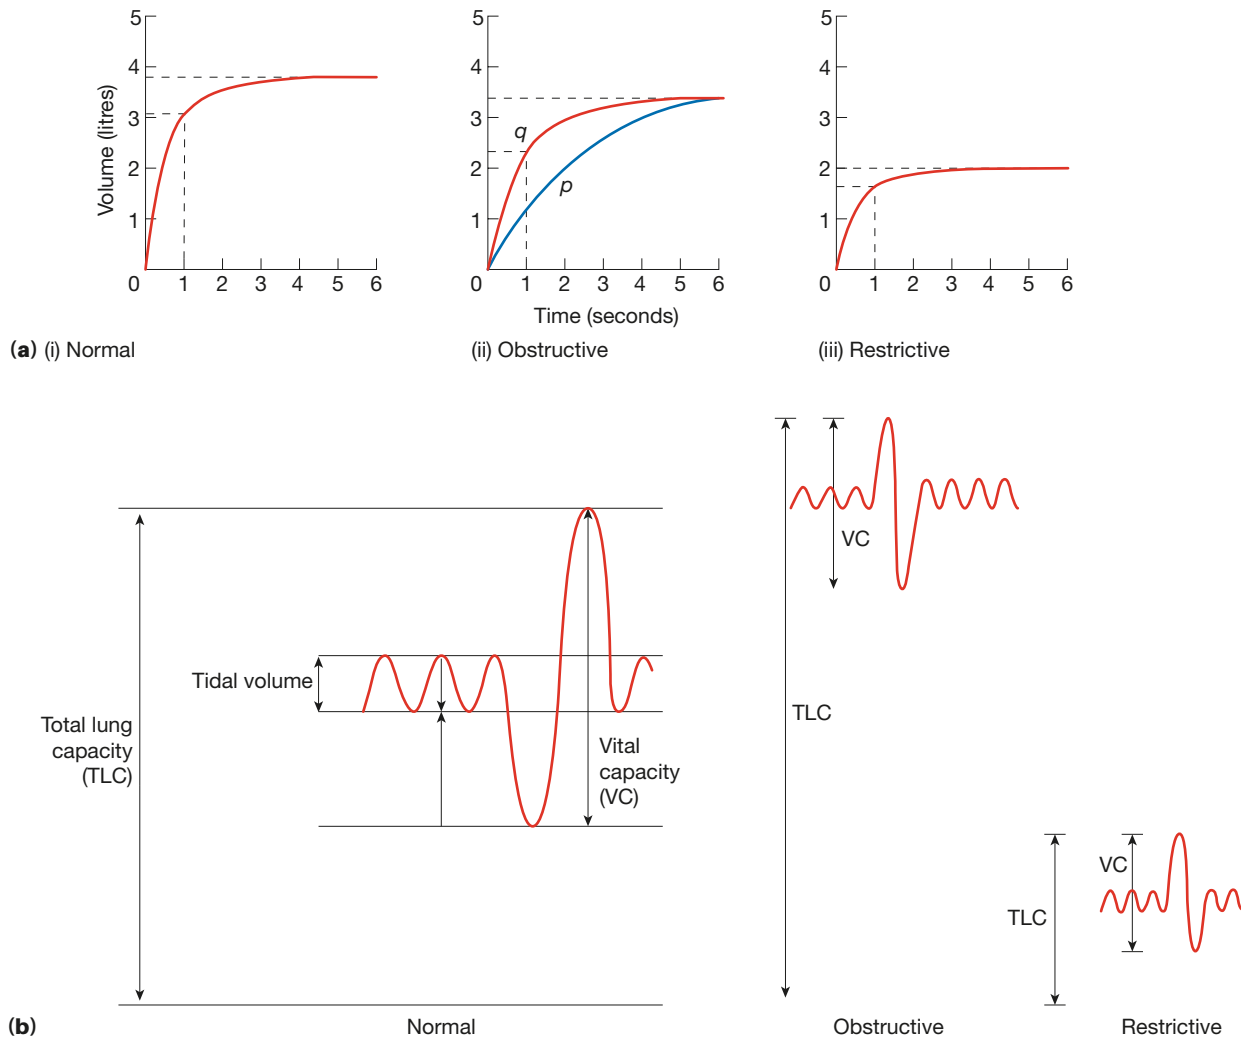 5
4
3
2
1
0
1
2
3
4
5
6
Volume (litres)
(a) (i) Normal
5
4
3
2
1
0
1
2
3
4
5
6
q
p
Time (seconds)
(ii) Obstructive
5
4
3
2
1
0
1
2
3
4
5
6
(iii) Restrictive
Total lung
capacity
(TLC)
Tidal volume
Vital
capacity
(VC)
Normal
TLC
VC
Obstructive
TLC
VC
Restrictive
(b)